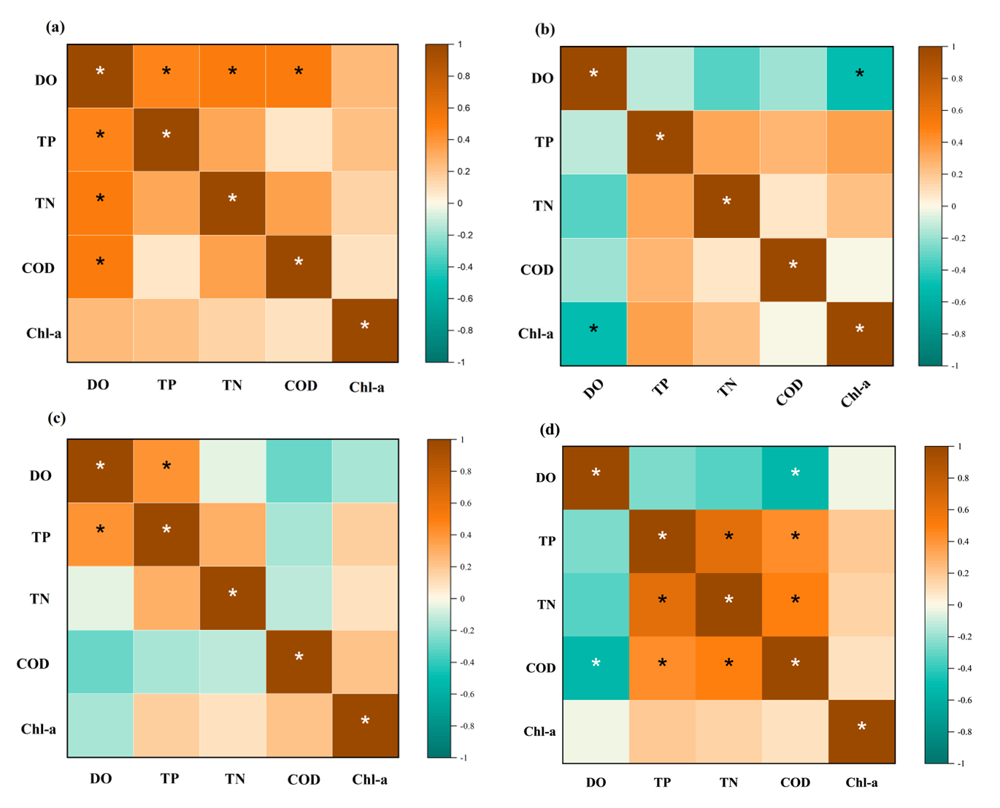 (a)
DO * * * *
TP * *
TN * *
COD * *
Chl-a *
DO TP TN COD Chl-a
1
0.8
0.6
0.4
0.2
0
-0.2
-0.4
-0.6
-0.8
-1
(b)
DO * *
TP *
TN *
COD *
Chl-a * *
DO TP TN COD Chl-a
1
0.8
0.6
0.4
0.2
0
-0.2
-0.4
-0.6
-0.8
-1
(c)
DO * *
TP * *
TN *
COD *
Chl-a *
DO TP TN COD Chl-a
1
0.8
0.6
0.4
0.2
0
-0.2
-0.4
-0.6
-0.8
-1
(d)
DO * *
TP * * *
TN * * *
COD * * * *
Chl-a *
DO TP TN COD Chl-a
1
0.8
0.6
0.4
0.2
0
-0.2
-0.4
-0.6
-0.8
-1